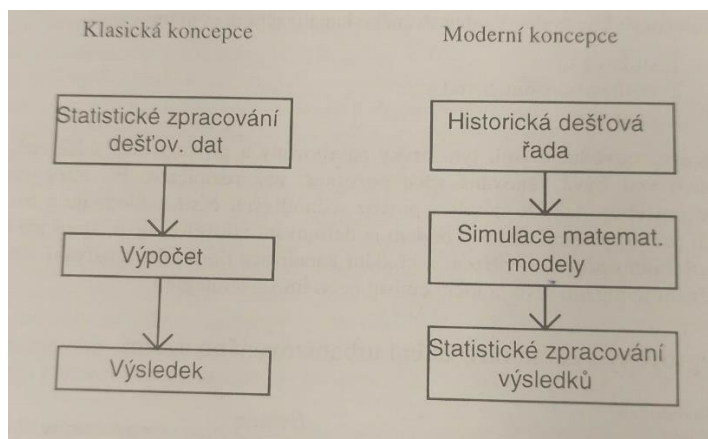 Klasická koncepce
Statistické zpracování
dešťov. dat
Výpočet
Výsledek
Moderní koncepce
Historická dešťová
řada
Simulace matemat.
modely
Statistické zpracování
výsledků